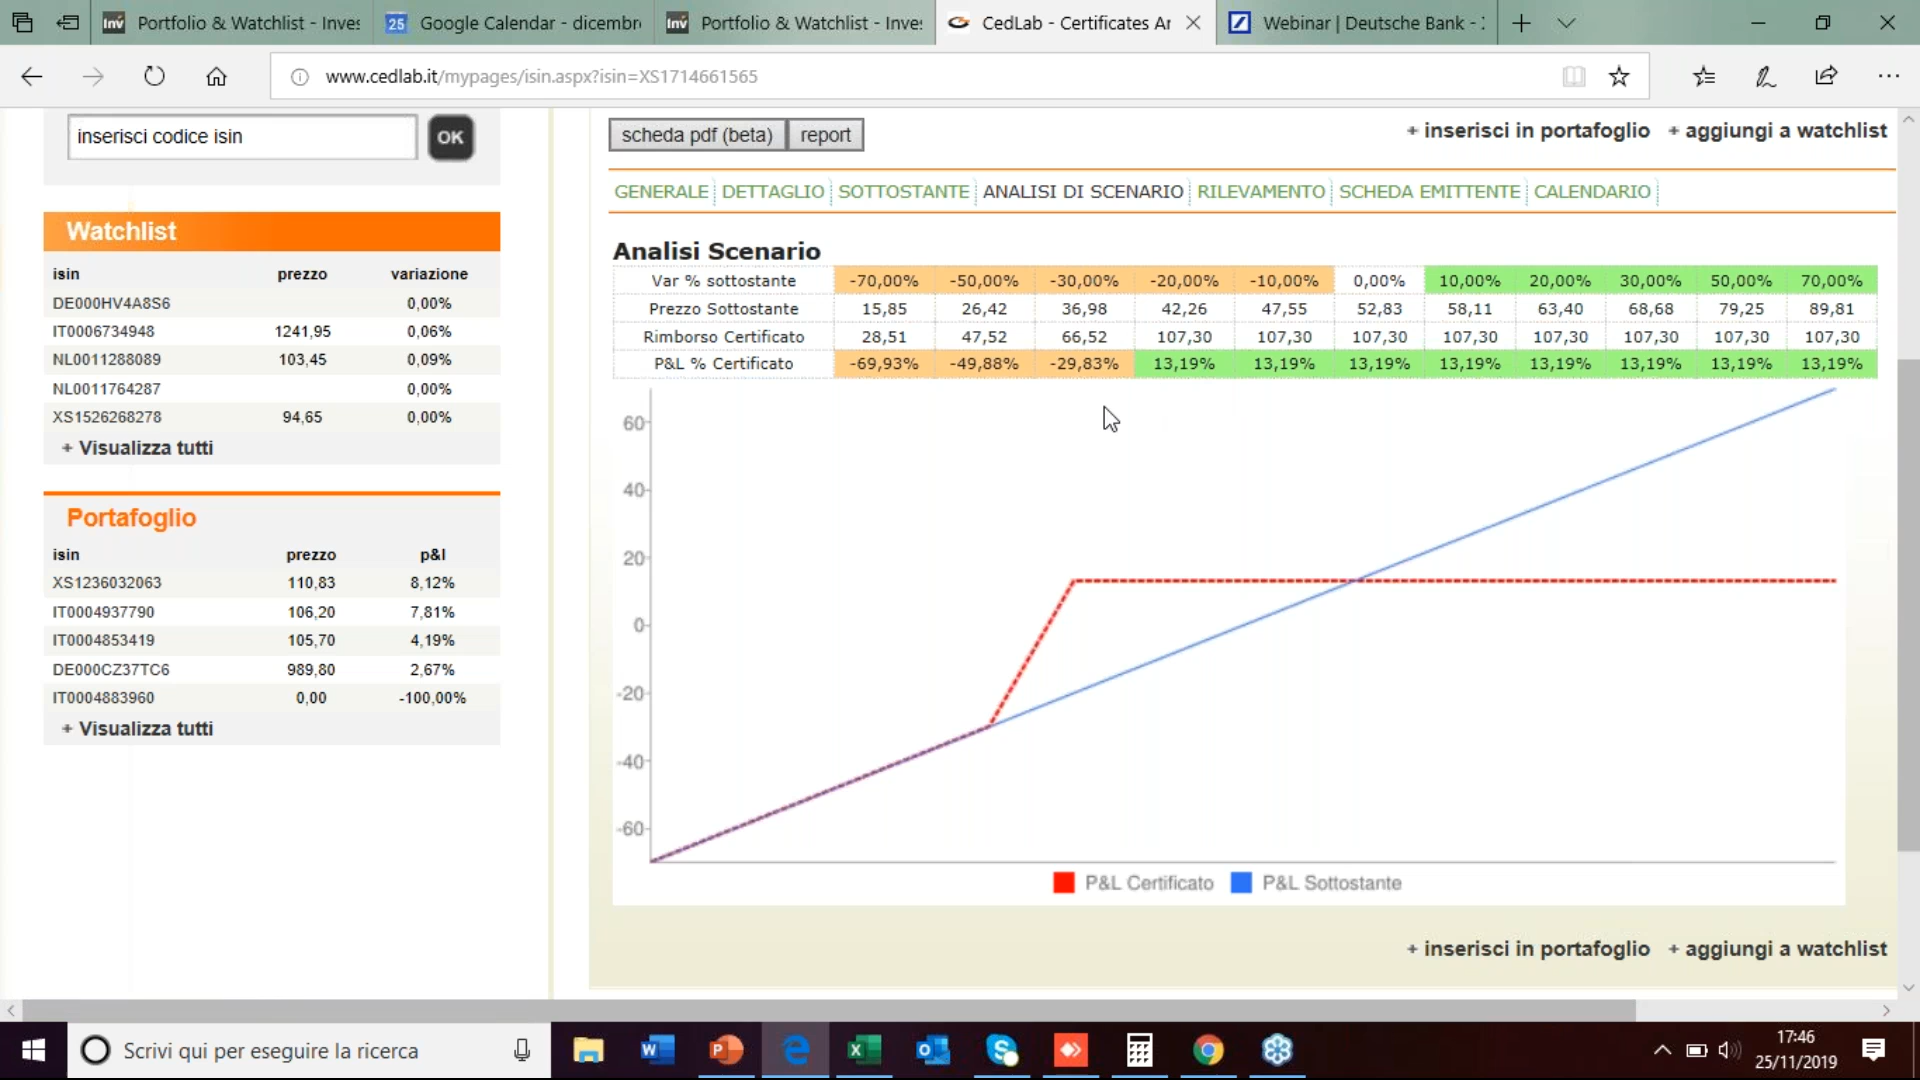 Portfolio & Watchlist - Inves
25
Google Calendar - dicembr
Portfolio & Watchlist - Inves
CedLab - Certificates Ar
Webinar | Deutsche Bank -
www.cedlab.it/mypages/isin.aspx?isin=XS1714661565
inserisci codice isin
OK
scheda pdf (beta)
report
+ inserisci in portafoglio + aggiungi a watchlist
GENERALE DETTAGLIO SOTTOSTANTE ANALISI DI SCENARIO RILEVAMENTO SCHEDA EMITTENTE CALENDARIO
Watchlist
isin prezzo variazione
DE000HV4A8S6 0,00%
IT0006734948 1241,95 0,06%
NL0011288089 103,45 0,09%
NL0011764287 0,00%
XS1526268278 94,65 0,00%
+ Visualizza tutti
Portafoglio
isin prezzo p&l
XS1236032063 110,83 8,12%
IT0004937790 106,20 7,81%
IT0004853419 105,70 4,19%
DE000CZ37TC6 989,80 2,67%
IT0004883960 0,00 -100,00%
+ Visualizza tutti
Analisi Scenario
Var % sottostante -70,00% -50,00% -30,00% -20,00% -10,00% 0,00% 10,00% 20,00% 30,00% 50,00% 70,00%
Prezzo Sottostante 15,85 26,42 36,98 42,26 47,55 52,83 58,11 63,40 68,68 79,25 89,81
Rimborso Certificato 28,51 47,52 66,52 107,30 107,30 107,30 107,30 107,30 107,30 107,30 107,30
P&L % Certificato -69,93% -49,88% -29,83% 13,19% 13,19% 13,19% 13,19% 13,19% 13,19% 13,19% 13,19%
60
40
20
0
-20
-40
-60
P&L Certificato P&L Sottostante
+ inserisci in portafoglio + aggiungi a watchlist
Scrivi qui per eseguire la ricerca
17:46
25/11/2019